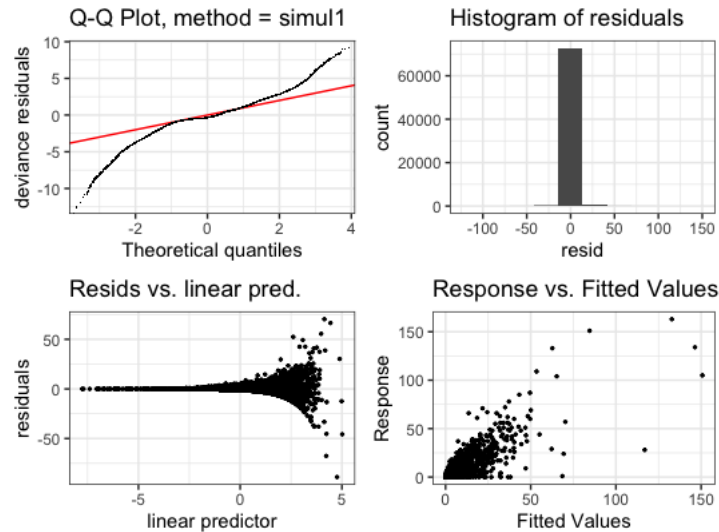 Q-Q Plot, method = simul1
deviance residuals
10
5
0
-5
-10
-4
-2
0
2
4
Theoretical quantiles
Histogram of residuals
count
60000
40000
20000
0
-100
-50
0
50
100
150
resid
Resids vs. linear pred.
residuals
50
0
-50
-5
0
5
linear predictor
Response vs. Fitted Values
Response
150
100
50
0
0
50
100
150
Fitted Values